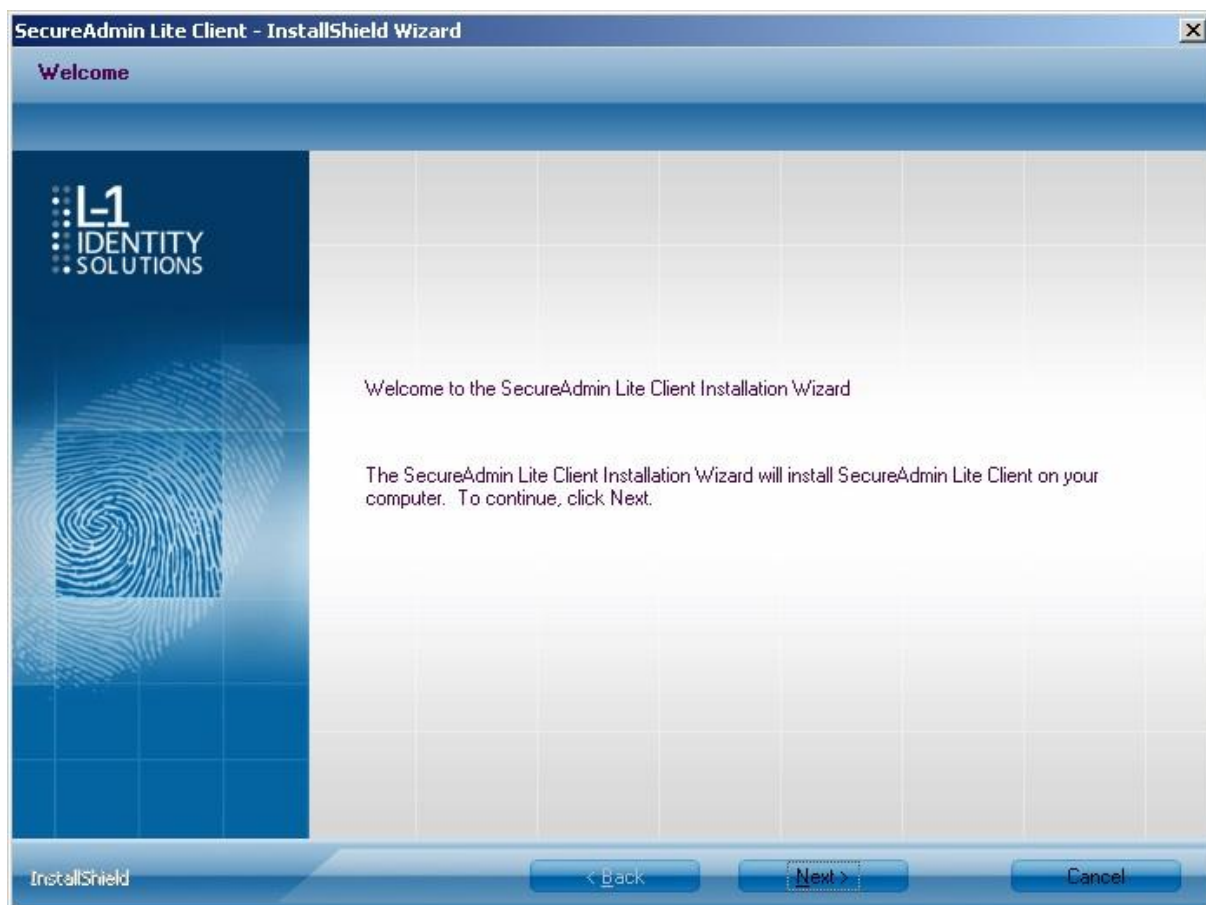 SecureAdmin Lite Client - InstallShield Wizard
Welcome
L-1
IDENTITY
SOLUTIONS
Welcome to the SecureAdmin Lite Client Installation Wizard
The SecureAdmin Lite Client Installation Wizard will install SecureAdmin Lite Client on your
computer.  To continue, click Next.
InstallShield
< Back
Next >
Cancel